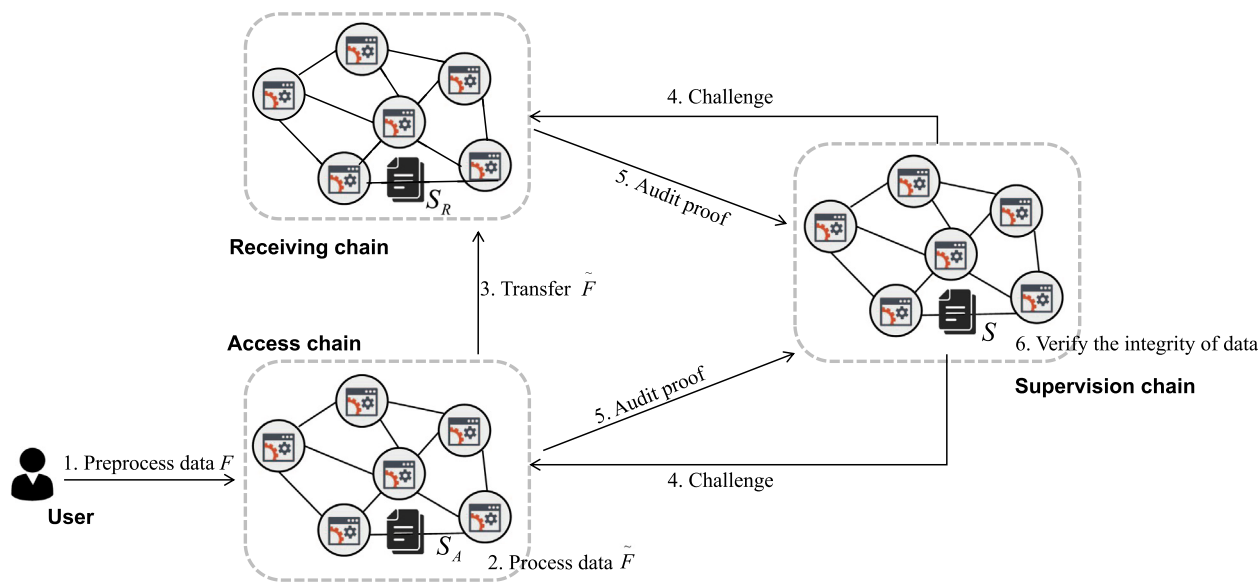 4. Challenge
5. Audit proof
S_R
Receiving chain
3. Transfer F̃
S
6. Verify the integrity of data
Supervision chain
Access chain
5. Audit proof
1. Preprocess data F
4. Challenge
User
S_A
2. Process data F̃